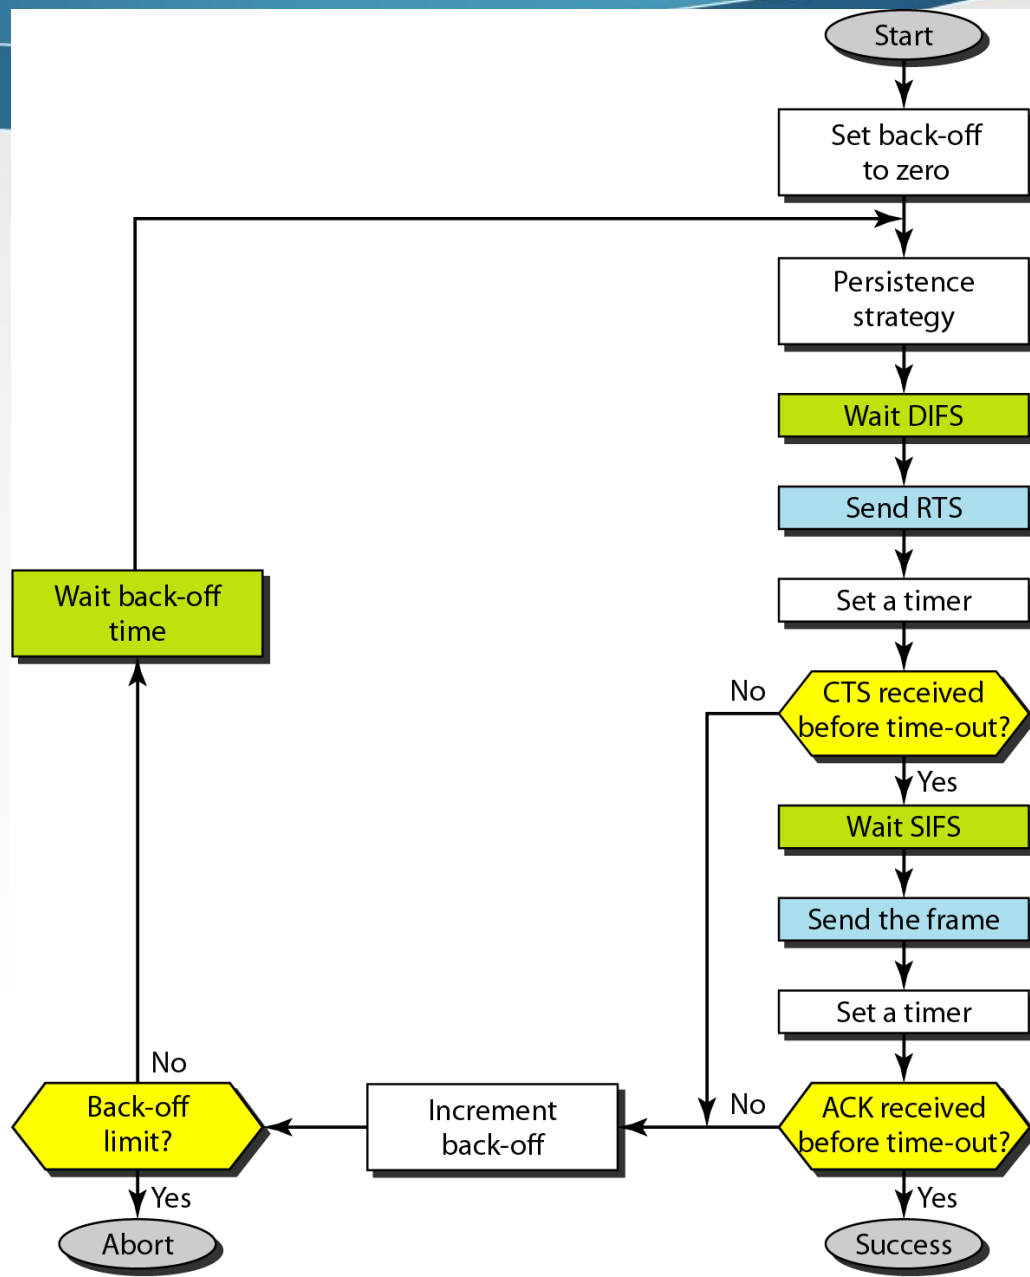 Start
Set back-off
to zero
Persistence
strategy
Wait DIFS
Send RTS
Set a timer
CTS received
before time-out?
No
Yes
Wait SIFS
Send the frame
Set a timer
ACK received
before time-out?
No
Yes
Success
Increment
back-off
Back-off
limit?
No
Yes
Abort
Wait back-off
time